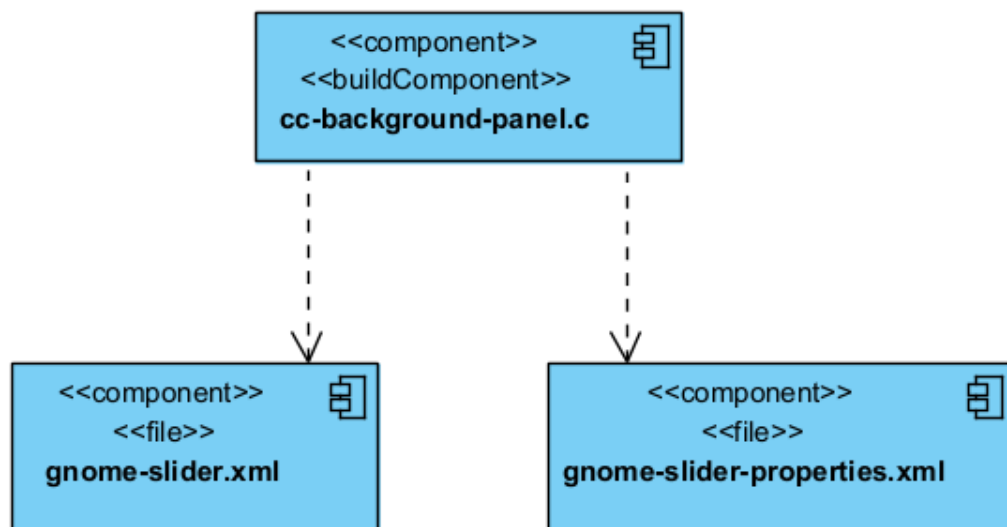 <<component>>
<<buildComponent>>
cc-background-panel.c
<<component>>
<<file>>
gnome-slider.xml
<<component>>
<<file>>
gnome-slider-properties.xml